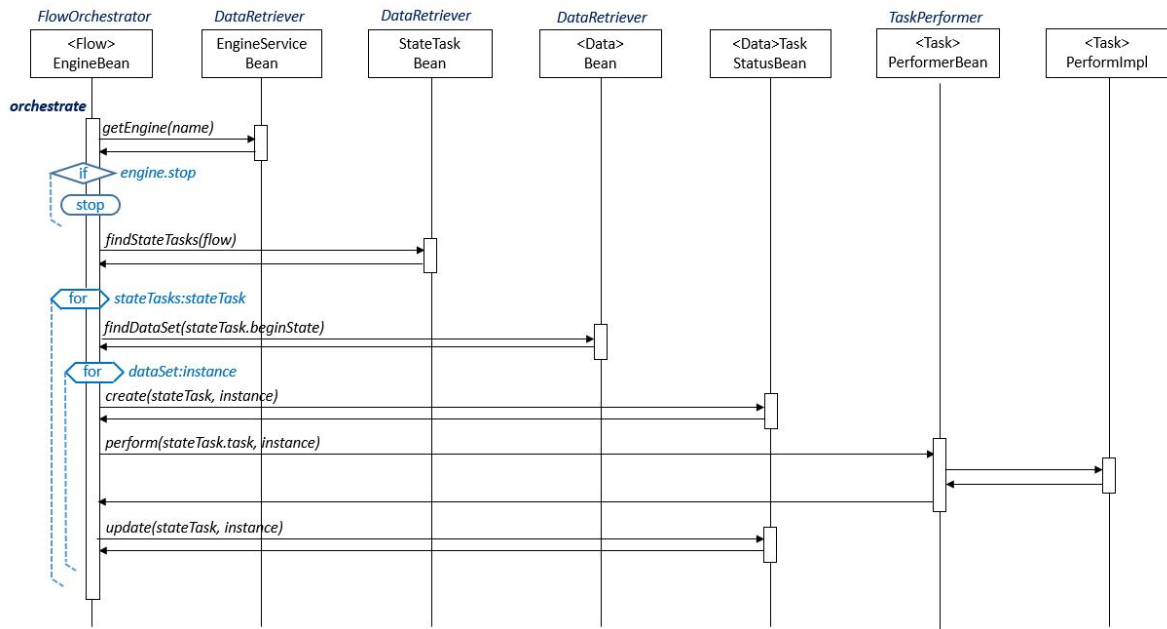 FlowOrchestrator
DataRetriever
DataRetriever
DataRetriever
TaskPerformer
<Flow>
EngineBean
EngineService
Bean
StateTask
Bean
<Data>
Bean
<Data>Task
StatusBean
<Task>
PerformerBean
<Task>
PerformImpl
orchestrate
getEngine(name)
if
engine.stop
stop
findStateTasks(flow)
for
stateTasks:stateTask
findDataSet(stateTask.beginState)
for
dataSet:instance
create(stateTask, instance)
perform(stateTask.task, instance)
update(stateTask, instance)